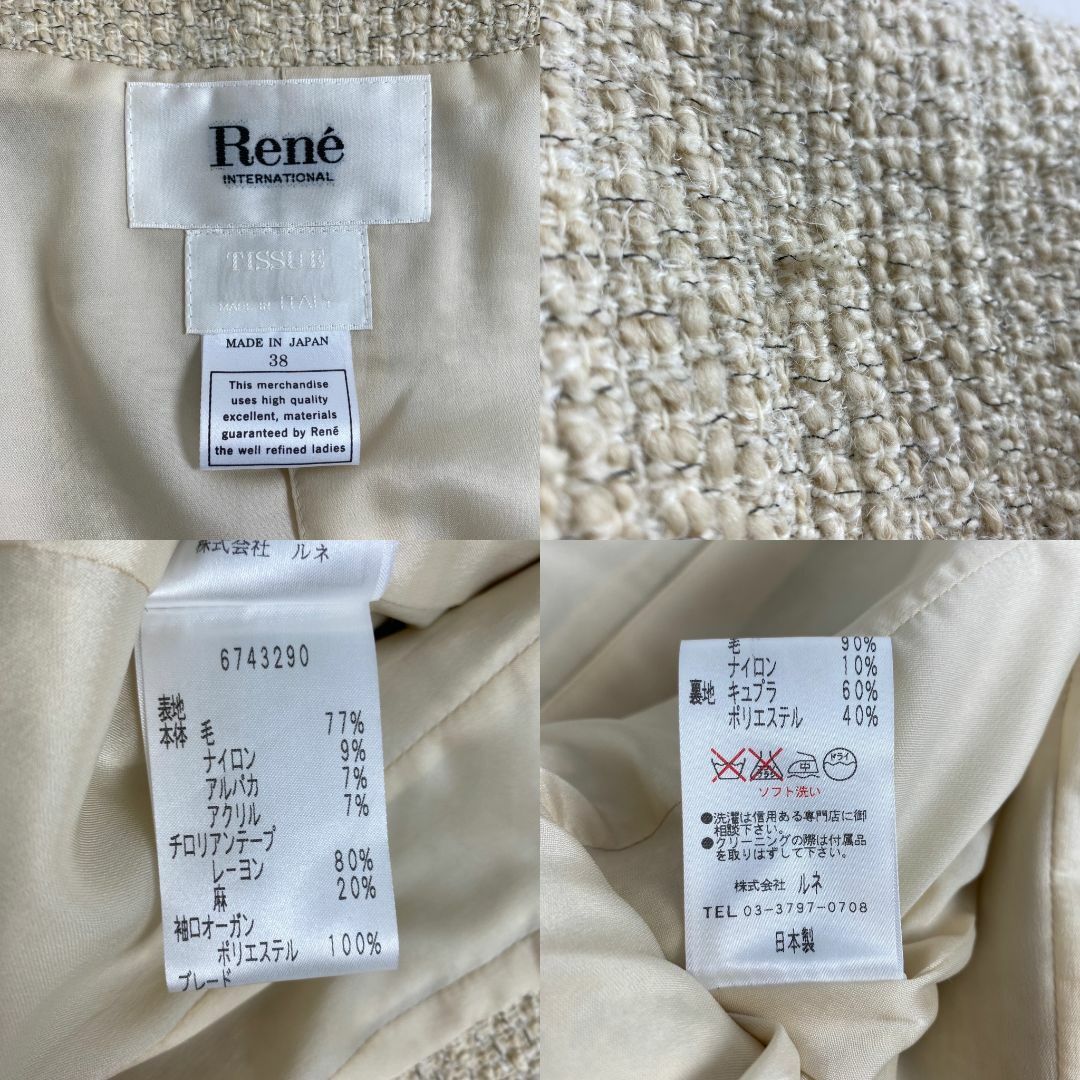 René
INTERNATIONAL
TISSUE
MADE IN ITALY
MADE IN JAPAN
38
This merchandise
uses high quality
excellent, materials
guaranteed by René
the well refined ladies
株式会社 ルネ
6743290
表地
本体 毛 77%
ナイロン 9%
アルパカ 7%
アクリル 7%
チロリアンテープ
レーヨン 80%
麻 20%
袖口オーガン
ポリエステル 100%
ブレード
毛 90%
ナイロン 10%
裏地 キュプラ 60%
ポリエステル 40%
中 ドライ
ソフト洗い
●洗濯は信用ある専門店に御
相談下さい。
●クリーニングの際は付属品
を取りはずして下さい。
株式会社 ルネ
TEL 03-3797-0708
日本製